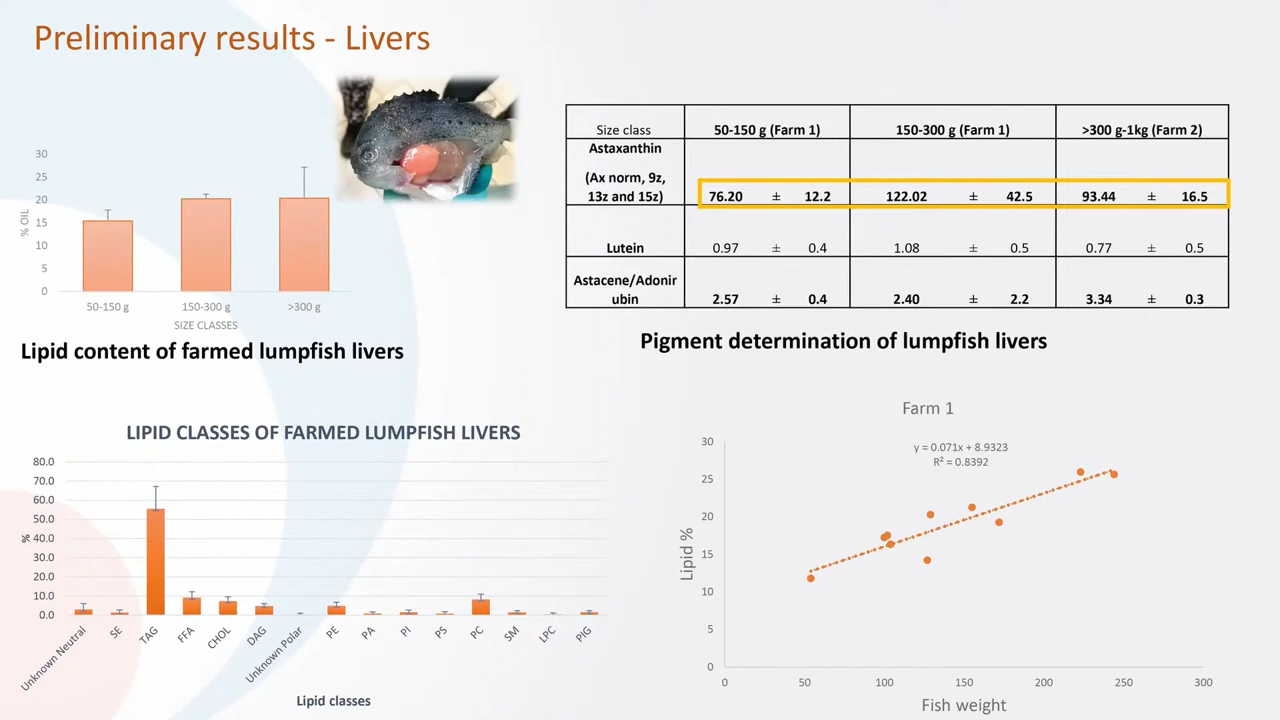 Preliminary results - Livers
30
25
20
15
10
5
0
% OIL
50-150 g 150-300 g >300 g
SIZE CLASSES
Lipid content of farmed lumpfish livers
Size class 50-150 g (Farm 1) 150-300 g (Farm 1) >300 g-1kg (Farm 2)
Astaxanthin
(Ax norm, 9z,
13z and 15z) 76.20 ± 12.2 122.02 ± 42.5 93.44 ± 16.5
Lutein 0.97 ± 0.4 1.08 ± 0.5 0.77 ± 0.5
Astacene/Adonir
ubin 2.57 ± 0.4 2.40 ± 2.2 3.34 ± 0.3
Pigment determination of lumpfish livers
LIPID CLASSES OF FARMED LUMPFISH LIVERS
80.0
70.0
60.0
50.0
40.0
30.0
20.0
10.0
0.0
%
Unknown Neutral SE TAG FFA CHOL DAG Unknown Polar PE PA PI PS PC SM LPC PIG
Lipid classes
Farm 1
y = 0.071x + 8.9323
R² = 0.8392
30
25
20
15
10
5
0
Lipid %
0 50 100 150 200 250 300
Fish weight